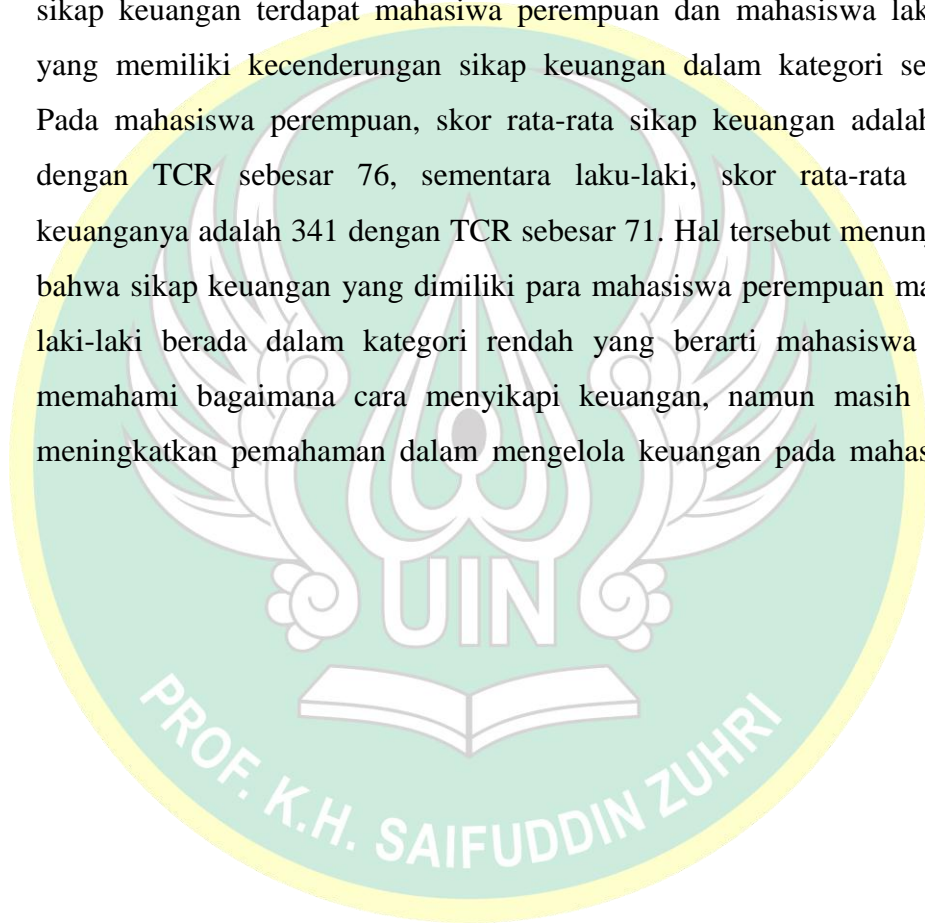 sikap keuangan terdapat mahasiwa perempuan dan mahasiswa lak
yang memiliki kecenderungan sikap keuangan dalam kategori se
Pada mahasiswa perempuan, skor rata-rata sikap keuangan adalah
dengan TCR sebesar 76, sementara laku-laki, skor rata-rata
keuanganya adalah 341 dengan TCR sebesar 71. Hal tersebut menun
bahwa sikap keuangan yang dimiliki para mahasiswa perempuan ma
laki-laki berada dalam kategori rendah yang berarti mahasiswa
memahami bagaimana cara menyikapi keuangan, namun masih
meningkatkan pemahaman dalam mengelola keuangan pada mahas
UIN
PROF. K.H. SAIFUDDIN ZUHRI